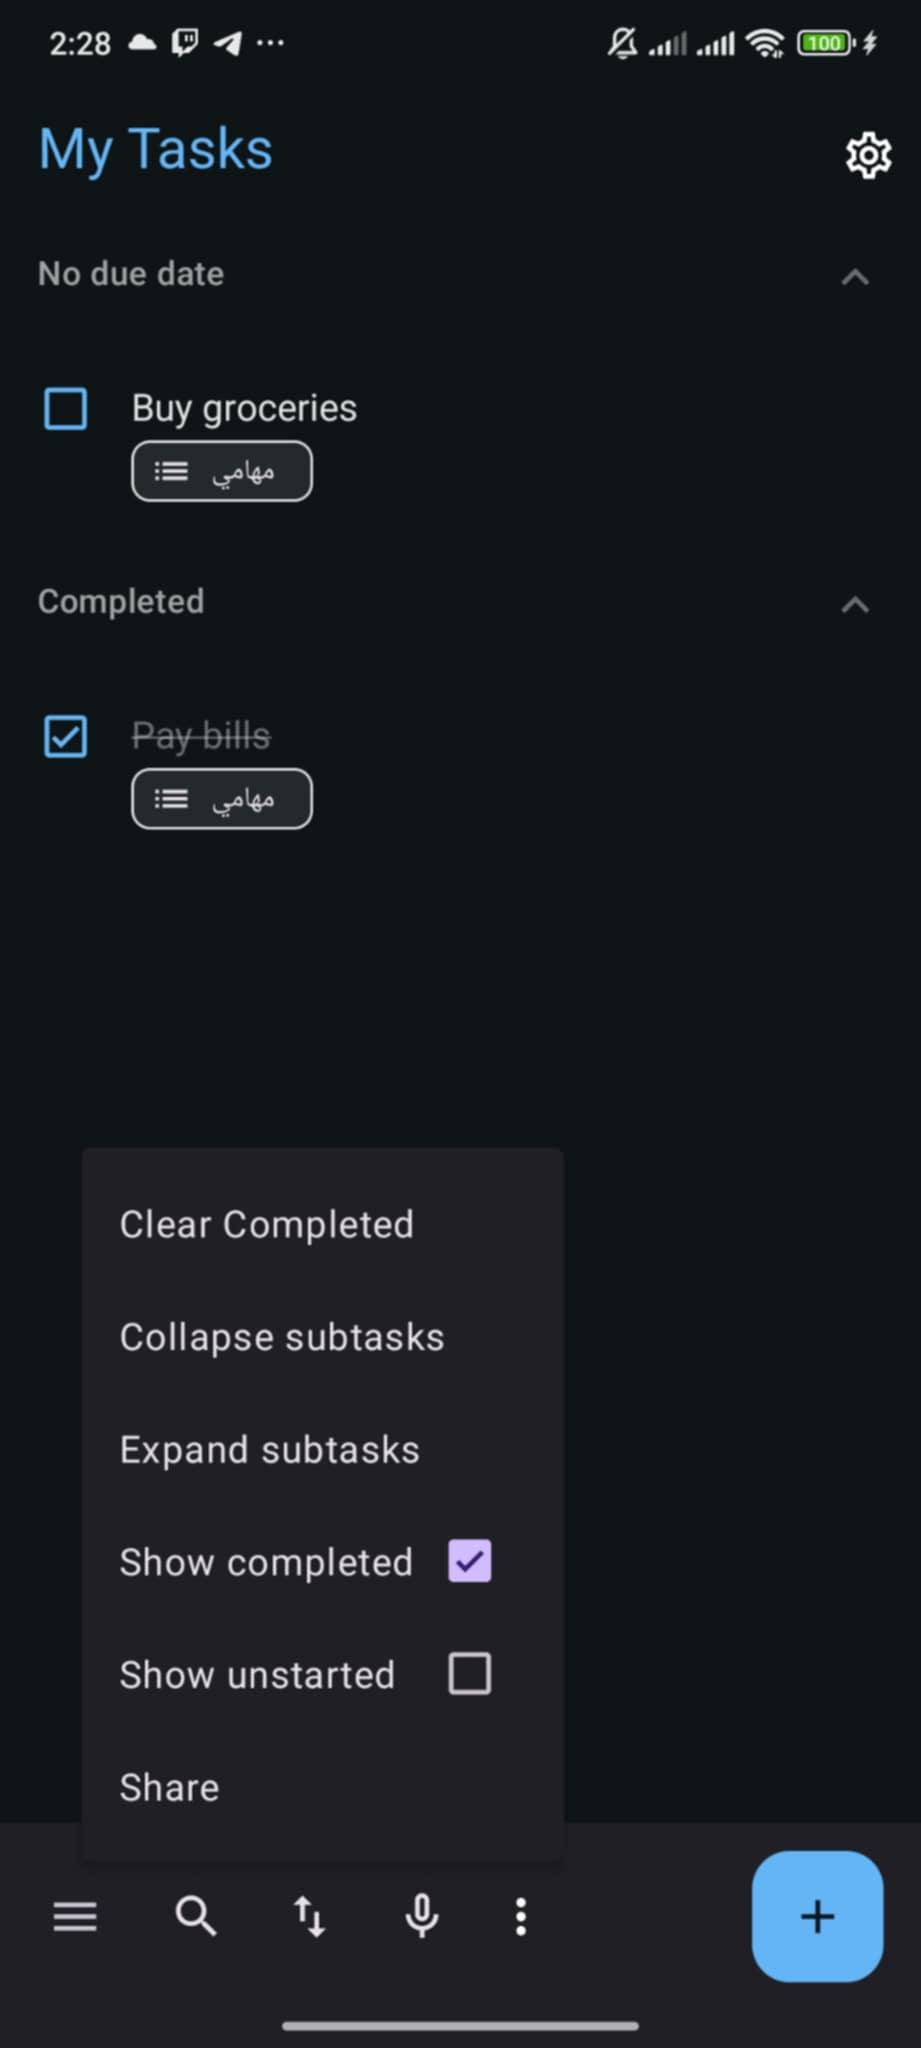 2:28
100
My Tasks
No due date
Buy groceries
مهامي
Completed
Pay bills
مهامي
Clear Completed
Collapse subtasks
Expand subtasks
Show completed
Show unstarted
Share